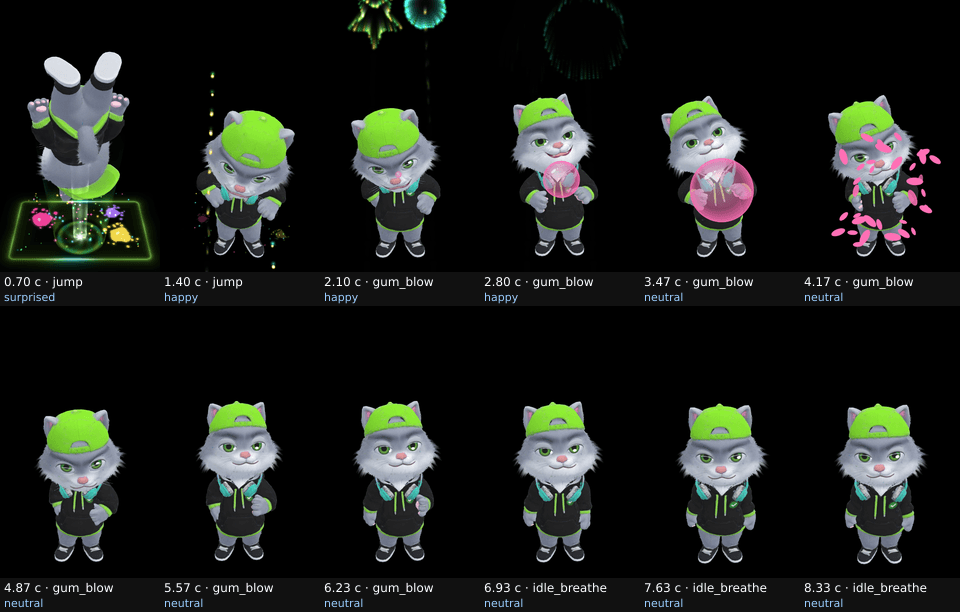 0.70 с · jump
surprised
1.40 с · jump
happy
2.10 с · gum_blow
happy
2.80 с · gum_blow
happy
3.47 с · gum_blow
neutral
4.17 с · gum_blow
neutral
4.87 с · gum_blow
neutral
5.57 с · gum_blow
neutral
6.23 с · gum_blow
neutral
6.93 с · idle_breathe
neutral
7.63 с · idle_breathe
neutral
8.33 с · idle_breathe
neutral